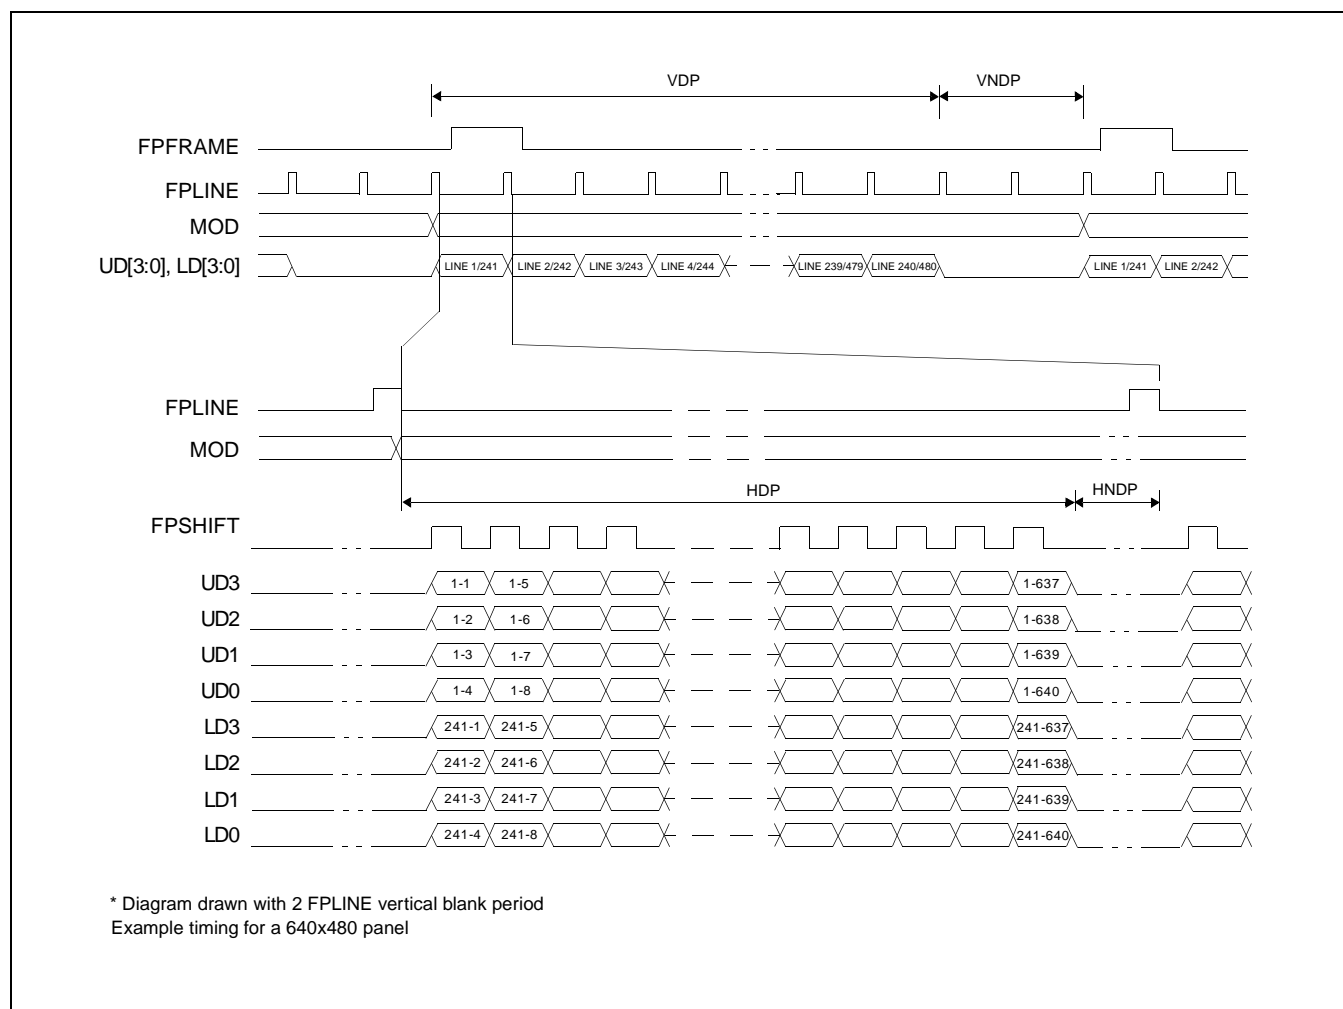 VDP VNDP
FPFRAME
FPLINE
MOD
UD[3:0], LD[3:0] LINE 1/241 LINE 2/242 LINE 3/243 LINE 4/244 LINE 239/479 LINE 240/480 LINE 1/241 LINE 2/242
FPLINE
MOD
HDP HNDP
FPSHIFT
UD3 1-1 1-5 1-637
UD2 1-2 1-6 1-638
UD1 1-3 1-7 1-639
UD0 1-4 1-8 1-640
LD3 241-1 241-5 241-637
LD2 241-2 241-6 241-638
LD1 241-3 241-7 241-639
LD0 241-4 241-8 241-640
* Diagram drawn with 2 FPLINE vertical blank period
Example timing for a 640x480 panel